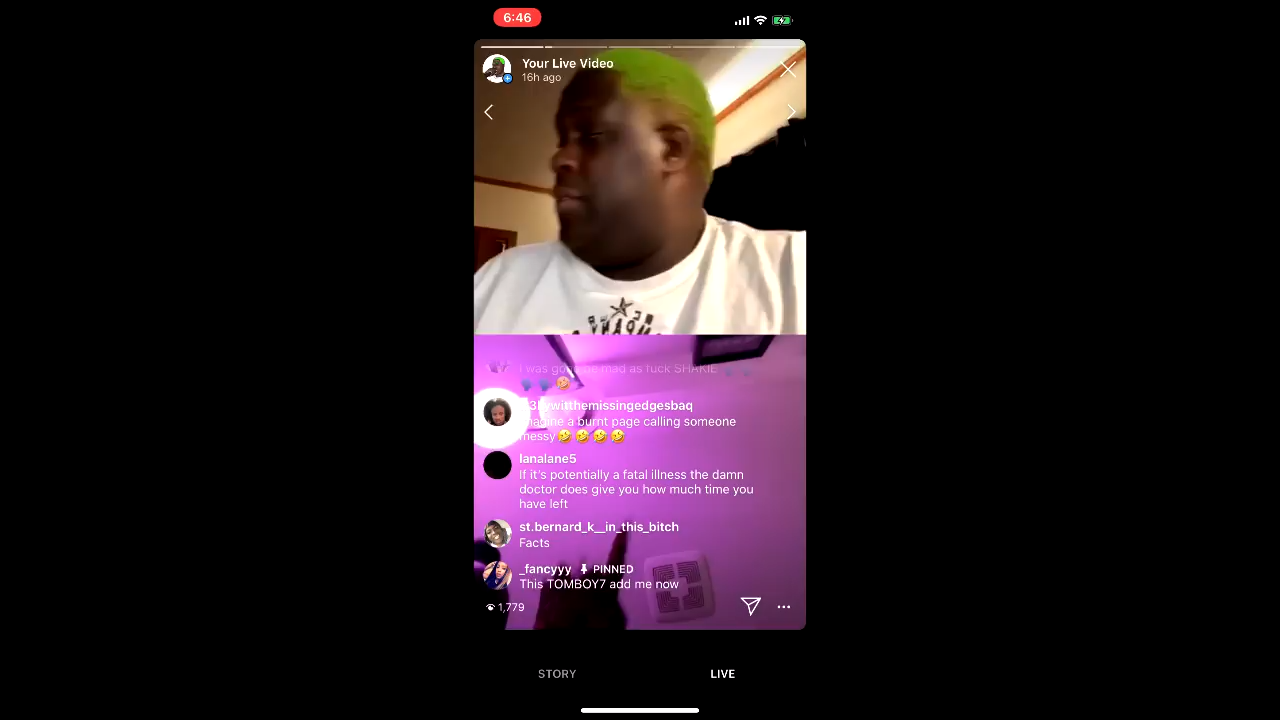 6:46
Your Live Video
16h ago
I was gonna be mad as fuck SHAKIE
witthemissingedgesbaq
imagine a burnt page calling someone
messy🤣🤣🤣🤣
lanalane5
If it's potentially a fatal illness the damn
doctor does give you how much time you
have left
st.bernard_k__in_this_bitch
Facts
_fancyyy PINNED
This TOMBOY7 add me now
1,779
STORY
LIVE